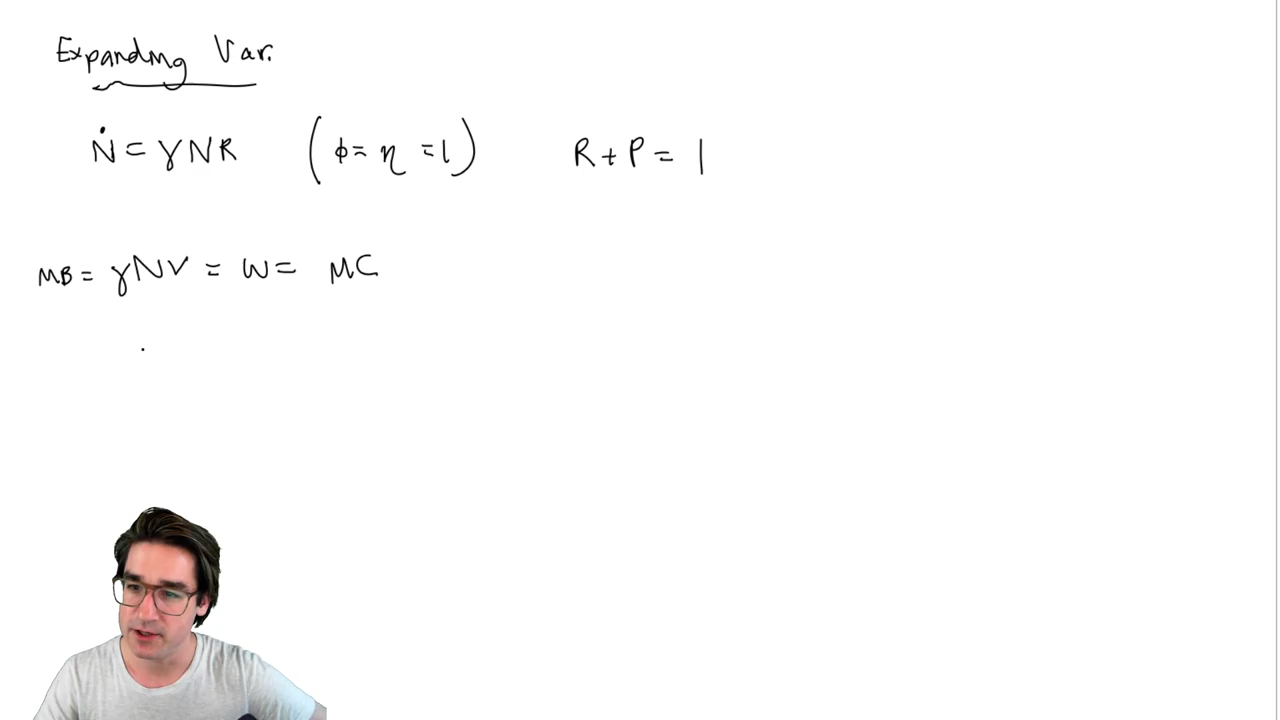 Expanding Var.
Ṅ = γNR (φ = η = 1) R + P = 1
MB = γNV = w = MC